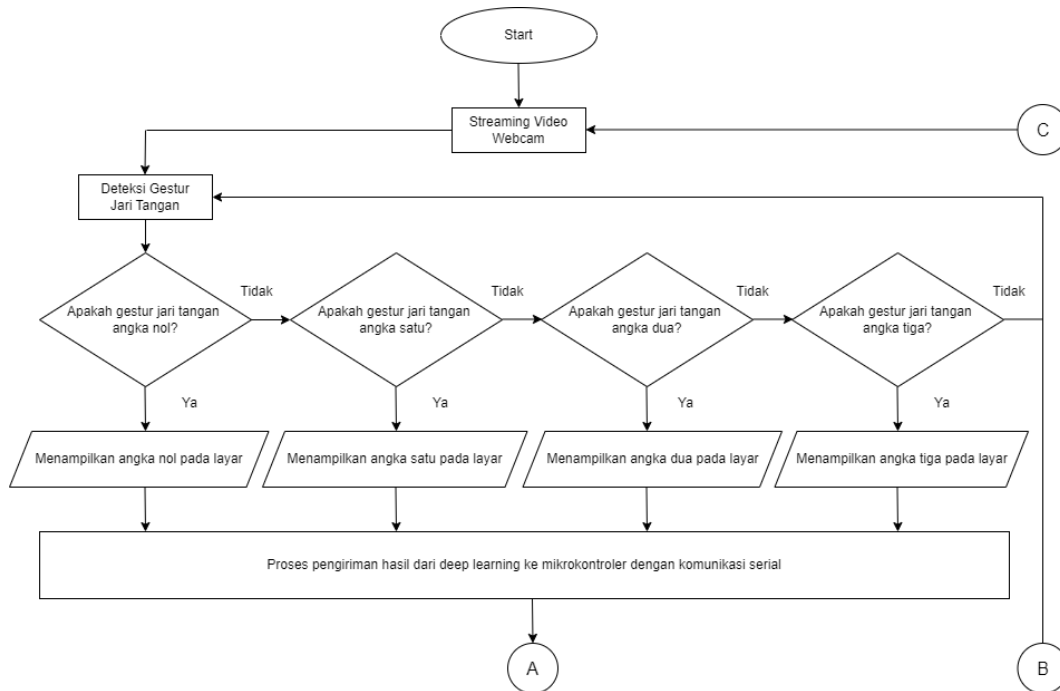 Start
Streaming Video
Webcam
C
Deteksi Gestur
Jari Tangan
Apakah gestur jari tangan
angka nol?
Tidak
Apakah gestur jari tangan
angka satu?
Tidak
Apakah gestur jari tangan
angka dua?
Tidak
Apakah gestur jari tangan
angka tiga?
Tidak
Ya
Ya
Ya
Ya
Menampilkan angka nol pada layar
Menampilkan angka satu pada layar
Menampilkan angka dua pada layar
Menampilkan angka tiga pada layar
Proses pengiriman hasil dari deep learning ke mikrokontroler dengan komunikasi serial
A
B